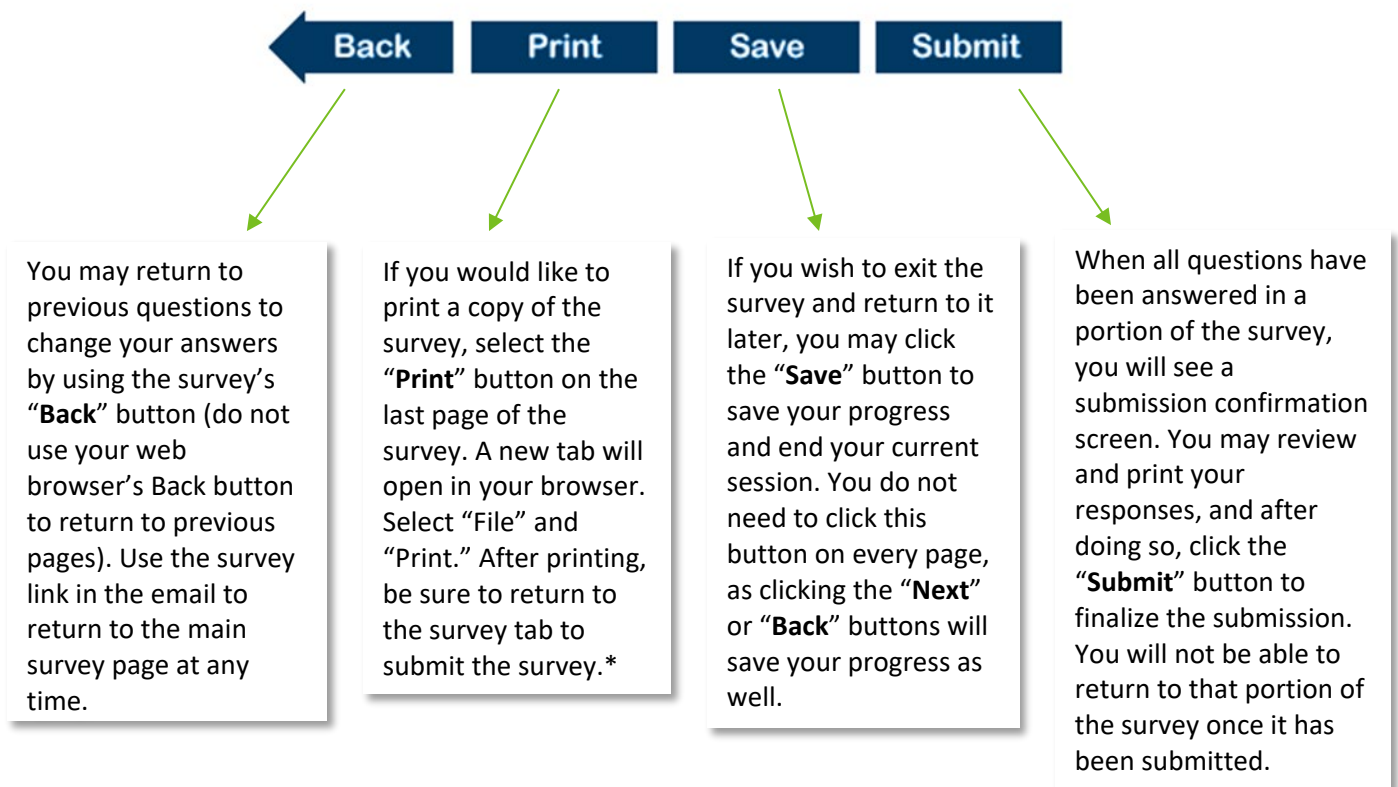 Back
Print
Save
Submit
You may return to
previous questions to
change your answers
by using the survey’s
“Back” button (do not
use your web
browser’s Back button
to return to previous
pages). Use the survey
link in the email to
return to the main
survey page at any
time.
If you would like to
print a copy of the
survey, select the
“Print” button on the
last page of the
survey. A new tab will
open in your browser.
Select “File” and
“Print.” After printing,
be sure to return to
the survey tab to
submit the survey.*
If you wish to exit the
survey and return to it
later, you may click
the “Save” button to
save your progress
and end your current
session. You do not
need to click this
button on every page,
as clicking the “Next”
or “Back” buttons will
save your progress as
well.
When all questions have
been answered in a
portion of the survey,
you will see a
submission confirmation
screen. You may review
and print your
responses, and after
doing so, click the
“Submit” button to
finalize the submission.
You will not be able to
return to that portion of
the survey once it has
been submitted.